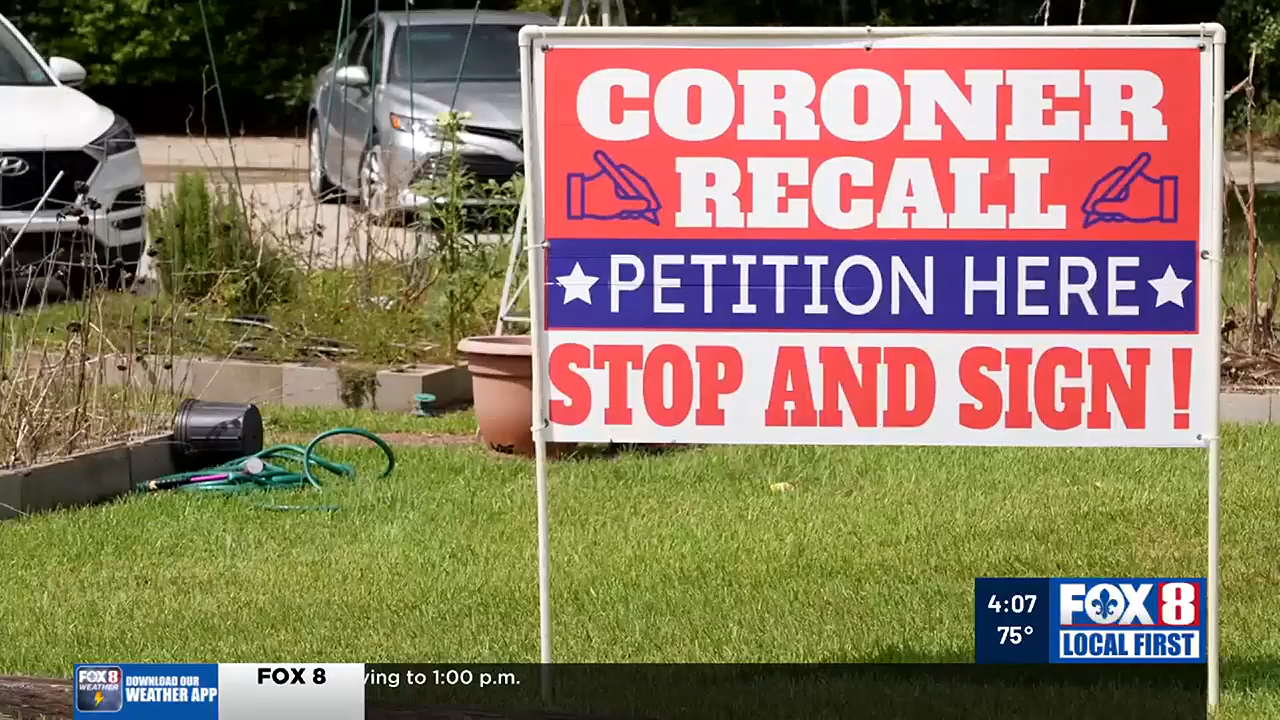 CORONER
RECALL
PETITION HERE
STOP AND SIGN!
4:07
75°
FOX 8
LOCAL FIRST
FOX 8
WEATHER
DOWNLOAD OUR
WEATHER APP
FOX 8
ving to 1:00 p.m.